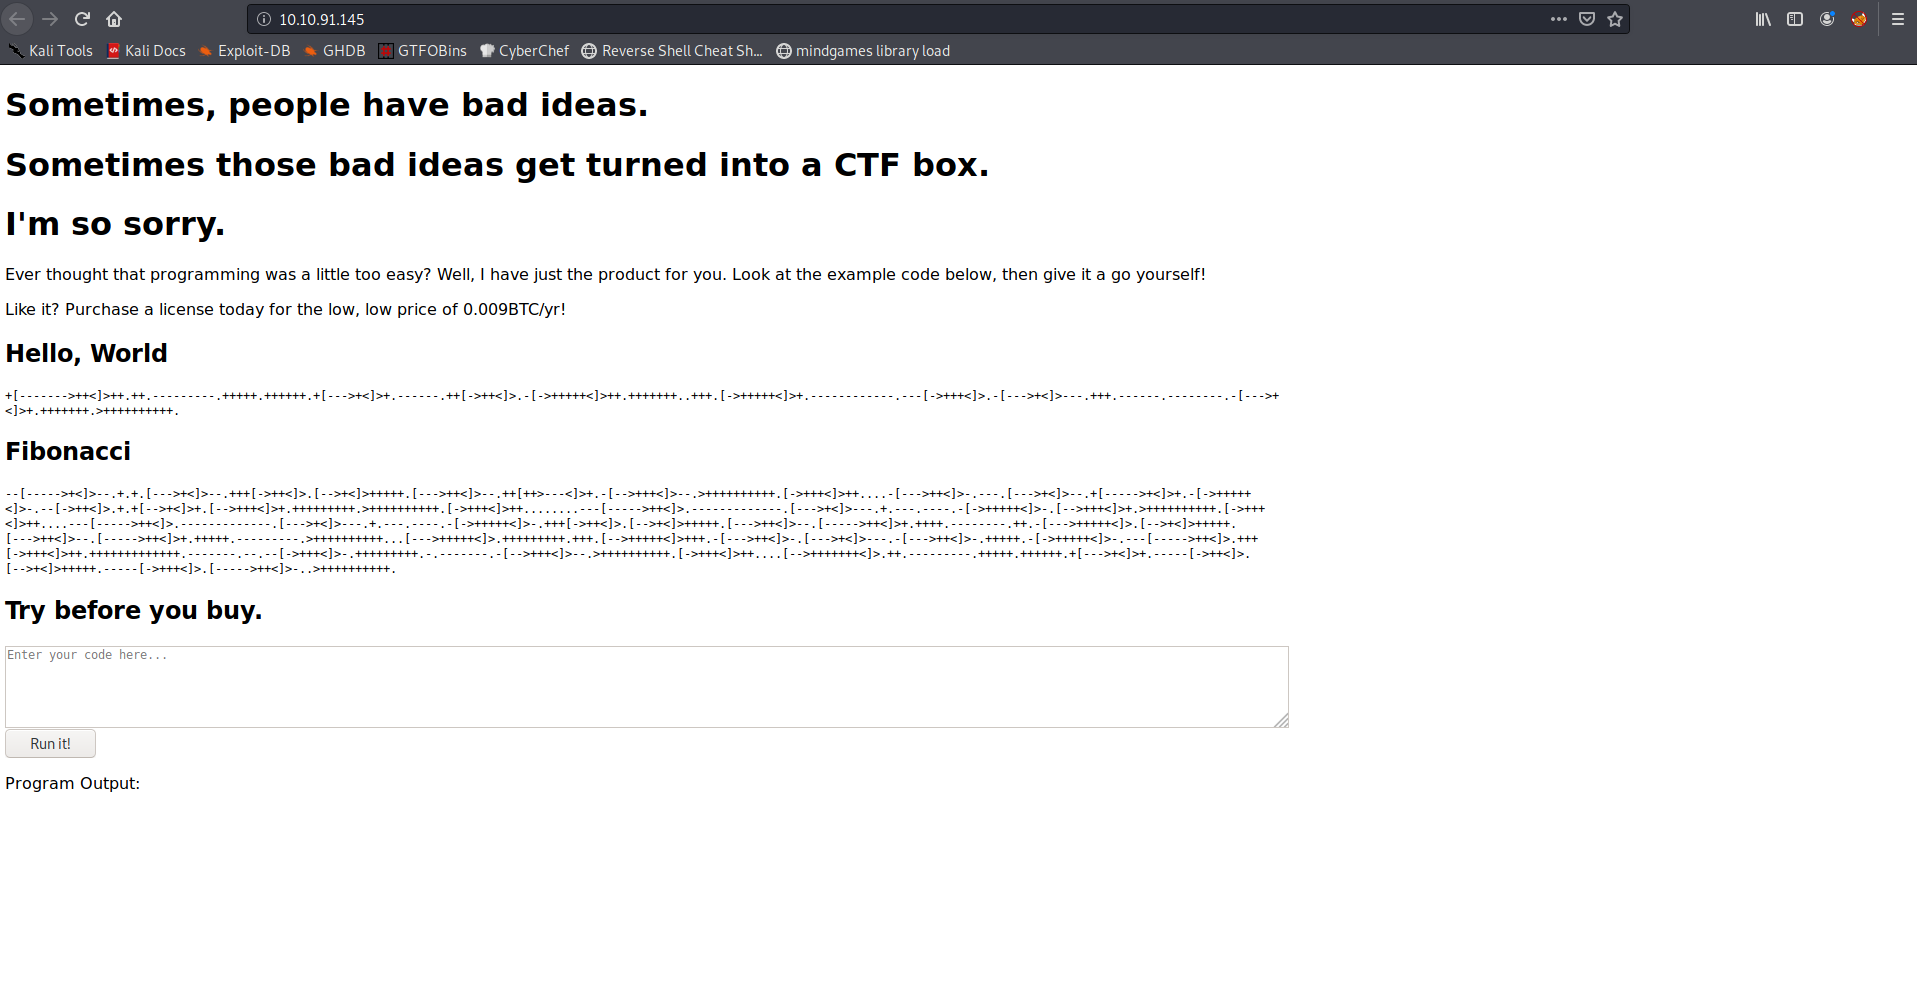 10.10.91.145
Kali Tools Kali Docs Exploit-DB GHDB GTFOBins CyberChef Reverse Shell Cheat Sh... mindgames library load
Sometimes, people have bad ideas.
Sometimes those bad ideas get turned into a CTF box.
I'm so sorry.
Ever thought that programming was a little too easy? Well, I have just the product for you. Look at the example code below, then give it a go yourself!
Like it? Purchase a license today for the low, low price of 0.009BTC/yr!
Hello, World
+[------->++<]>++.++.---------.+++++.++++++.+[--->+<]>+.------.++[->++<]>.-[->+++++<]>++.+++++++..+++.[->+++++<]>+.------------.---[->+++<]>.-[--->+<]>---.+++.------.--------.-[--->+
<]>+.+++++++.>++++++++++.
Fibonacci
--[----->+<]>--.+.+.[--->+<]>--.+++[->++<]>.[-->+<]>+++++.[--->++<]>--.++[++>---<]>+.-[-->+++<]>--.>++++++++++.[->+++<]>++....-[--->++<]>-.---.[--->+<]>--.+[----->+<]>+.-[->+++++
<]>-.--[->++<]>.+.+[-->+<]>+.[-->+++<]>+.+++++++++.>++++++++++.[->+++<]>++........---[----->++<]>.-------------.[--->+<]>---.+.---.----.-[->+++++<]>-.[-->+++<]>+.>++++++++++.[->+++
<]>++....---[----->++<]>.-------------.[--->+<]>---.+.---.----.-[->++++++<]>-.+++[->++<]>.[-->+<]>+++++.[--->++<]>--.[----->++<]>+.++++.--------.++.-[--->+++++<]>.[-->+<]>+++++.
[--->++<]>--.[----->++<]>+.+++++.---------.>++++++++++...[--->+++++<]>.+++++++++.+++.[-->+++++<]>+++.-[--->++<]>-.[--->+<]>---.-[--->++<]>-.+++++.-[->+++++<]>-.---[----->++<]>.+++
[->+++<]>++.+++++++++++++.-------.--.--[->+++<]>-.+++++++++.-.-------.-[-->+++<]>--.>++++++++++.[->+++<]>++....[-->+++++++<]>.++.---------.+++++.++++++.+[--->+<]>+.-----[->++<]>.
[-->+<]>+++++.-----[->+++<]>.[----->++<]>-..>++++++++++.
Try before you buy.
Enter your code here...
Run it!
Program Output: